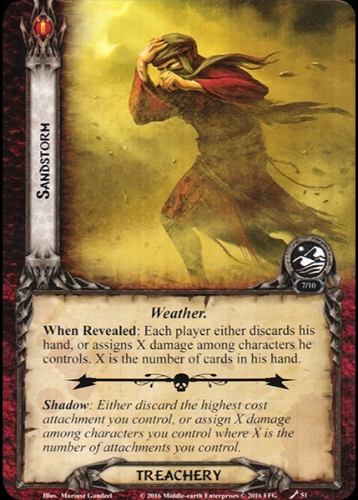 SANDSTORM
7/10
Weather.
When Revealed: Each player either discards his
hand, or assigns X damage among characters he
controls. X is the number of cards in his hand.
Shadow: Either discard the highest cost
attachment you control, or assign X damage
among characters you control where X is the
number of attachments you control.
TREACHERY
Illus. Mariusz Gandzel
© 2016 Middle-earth Enterprises © 2016 FFG
51